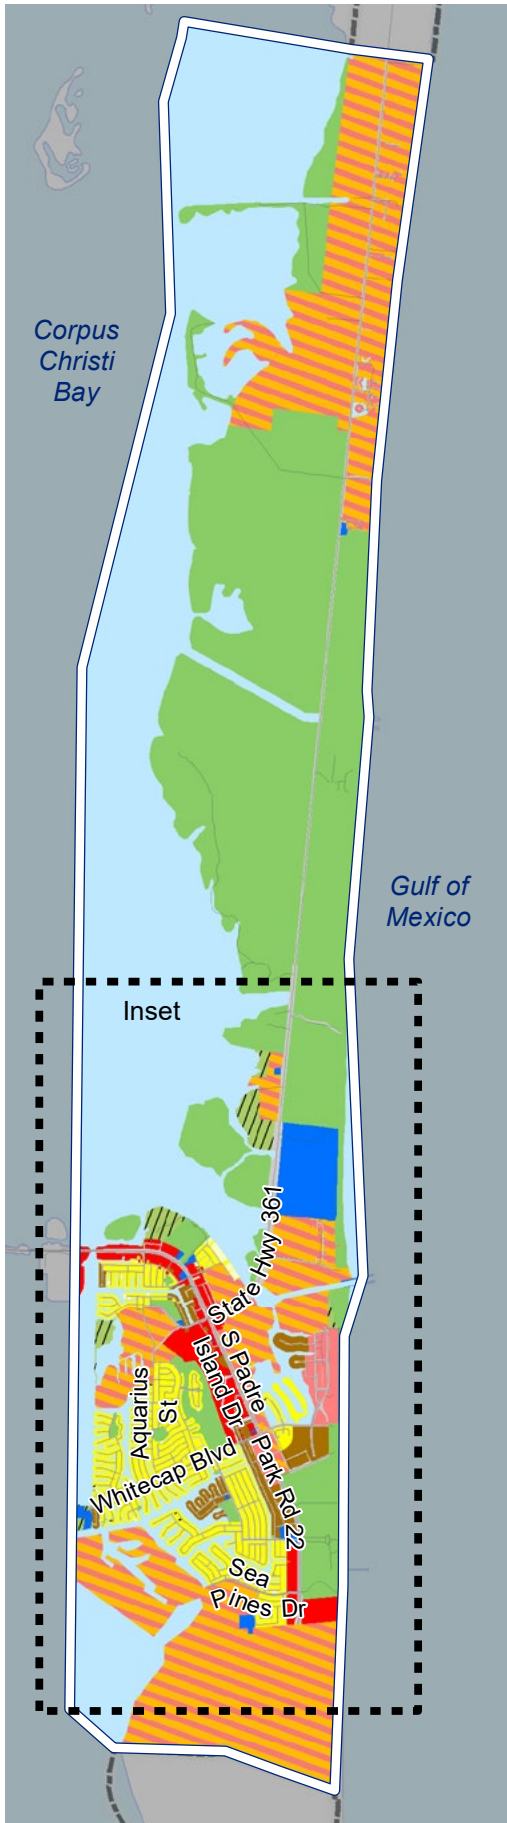 Corpus
Christi
Bay
Gulf of
Mexico
Inset
State Hwy 361
S Padre
Island Dr
Aquarius
St
Park Rd 22
Whitecap Blvd
Sea
Pines Dr